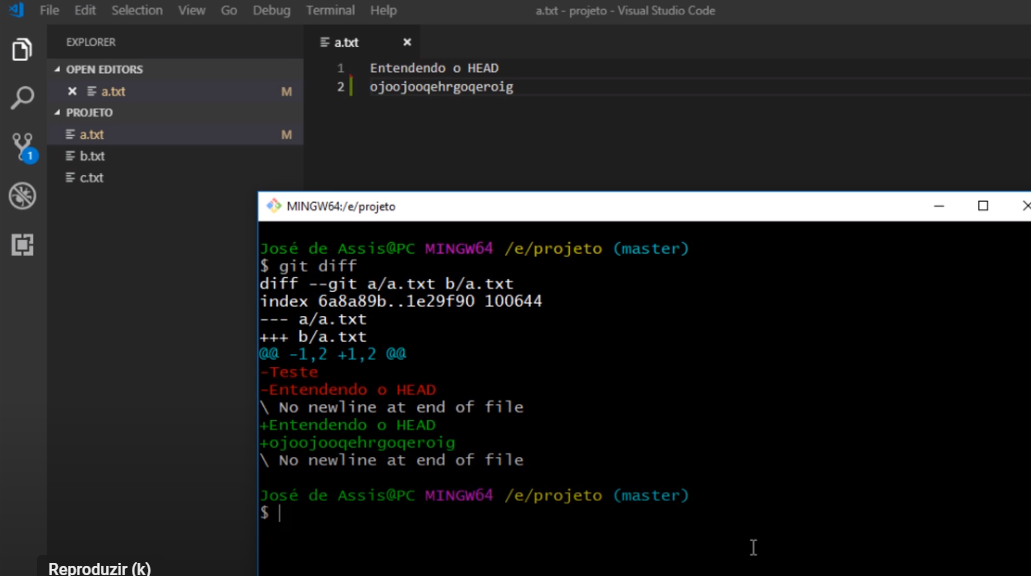 File Edit Selection View Go Debug Terminal Help a.txt - projeto - Visual Studio Code
EXPLORER
OPEN EDITORS
a.txt M
PROJETO
a.txt M
b.txt
c.txt
1
a.txt
1 Entendendo o HEAD
2 ojoojooqehrgoqeroig
MINGW64:/e/projeto
José de Assis@PC MINGW64 /e/projeto (master)
$ git diff
diff --git a/a.txt b/a.txt
index 6a8a89b..1e29f90 100644
--- a/a.txt
+++ b/a.txt
@@ -1,2 +1,2 @@
-Teste
-Entendendo o HEAD
\ No newline at end of file
+Entendendo o HEAD
+ojoojooqehrgoqeroig
\ No newline at end of file
José de Assis@PC MINGW64 /e/projeto (master)
$
Reproduzir (k)